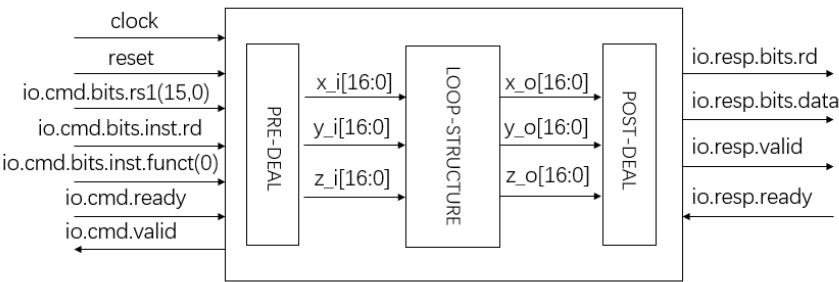 clock
reset
io.cmd.bits.rs1(15,0)
io.cmd.bits.inst.rd
io.cmd.bits.inst.funct(0)
io.cmd.ready
io.cmd.valid
PRE-DEAL
x_i[16:0]
y_i[16:0]
z_i[16:0]
LOOP-STRUCTURE
x_o[16:0]
y_o[16:0]
z_o[16:0]
POST-DEAL
io.resp.bits.rd
io.resp.bits.data
io.resp.valid
io.resp.ready